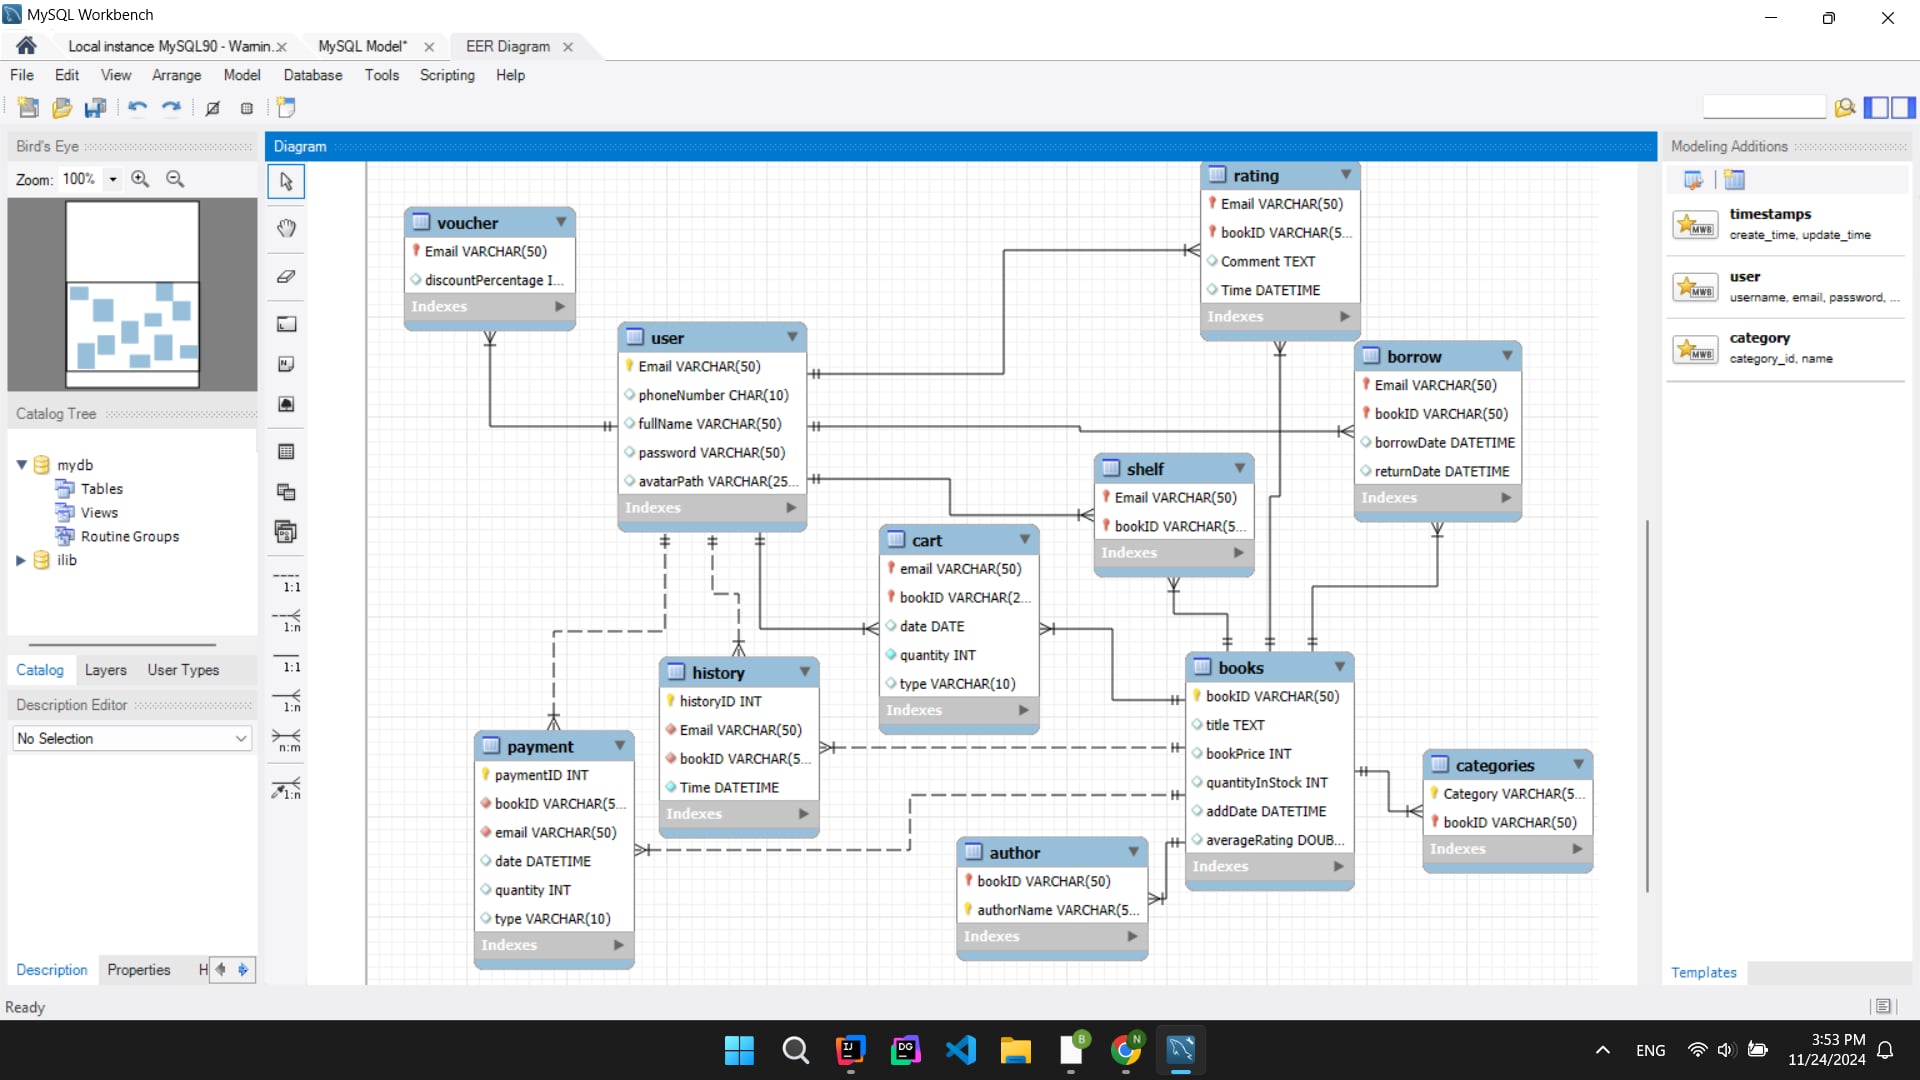 MySQL Workbench
Local instance MySQL90 - Warnin.
MySQL Model*
EER Diagram
File Edit View Arrange Model Database Tools Scripting Help
Bird's Eye
Zoom: 100%
Catalog Tree
mydb
Tables
Views
Routine Groups
ilib
Catalog Layers User Types
Description Editor
No Selection
Description Properties H
Ready
Diagram
1:1
1:n
1:1
1:n
n:m
1:n
voucher
Email VARCHAR(50)
discountPercentage I...
Indexes
user
Email VARCHAR(50)
phoneNumber CHAR(10)
fullName VARCHAR(50)
password VARCHAR(50)
avatarPath VARCHAR(25...
Indexes
rating
Email VARCHAR(50)
bookID VARCHAR(5...
Comment TEXT
Time DATETIME
Indexes
borrow
Email VARCHAR(50)
bookID VARCHAR(50)
borrowDate DATETIME
returnDate DATETIME
Indexes
shelf
Email VARCHAR(50)
bookID VARCHAR(5...
Indexes
cart
email VARCHAR(50)
bookID VARCHAR(2...
date DATE
quantity INT
type VARCHAR(10)
Indexes
history
historyID INT
Email VARCHAR(50)
bookID VARCHAR(5...
Time DATETIME
Indexes
books
bookID VARCHAR(50)
title TEXT
bookPrice INT
quantityInStock INT
addDate DATETIME
averageRating DOUB...
Indexes
payment
paymentID INT
bookID VARCHAR(5...
email VARCHAR(50)
date DATETIME
quantity INT
type VARCHAR(10)
Indexes
categories
Category VARCHAR(5...
bookID VARCHAR(50)
Indexes
author
bookID VARCHAR(50)
authorName VARCHAR(5...
Indexes
Modeling Additions
MWB
timestamps
create_time, update_time
MWB
user
username, email, password, ...
MWB
category
category_id, name
Templates
IJ
DG
B
N
ENG
3:53 PM
11/24/2024